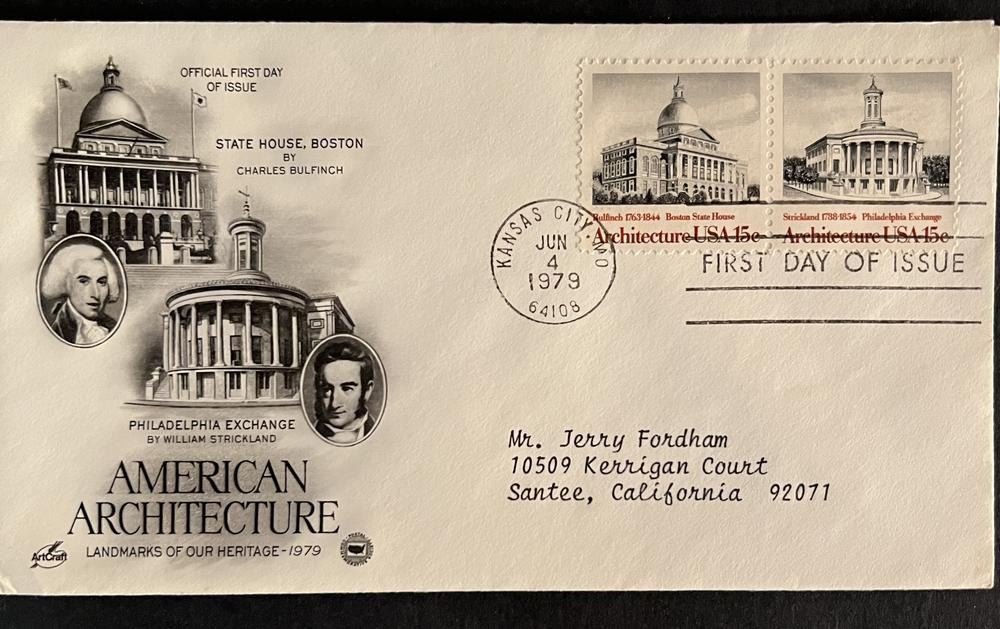 OFFICIAL FIRST DAY
OF ISSUE
STATE HOUSE, BOSTON
BY
CHARLES BULFINCH
PHILADELPHIA EXCHANGE
BY WILLIAM STRICKLAND
AMERICAN
ARCHITECTURE
LANDMARKS OF OUR HERITAGE-1979
ArtCraft
Bulfinch 1763-1844 Boston State House
Architecture USA 15c
Strickland 1788-1854 Philadelphia Exchange
Architecture USA 15c
KANSAS CITY, MO
JUN
4
1979
64108
FIRST DAY OF ISSUE
Mr. Jerry Fordham
10509 Kerrigan Court
Santee, California 92071